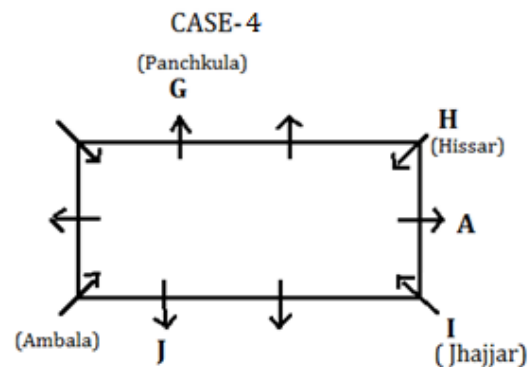 CASE-4
(Panchkula)
G
H
(Hissar)
A
(Ambala)
J
I
( Jhajjar)